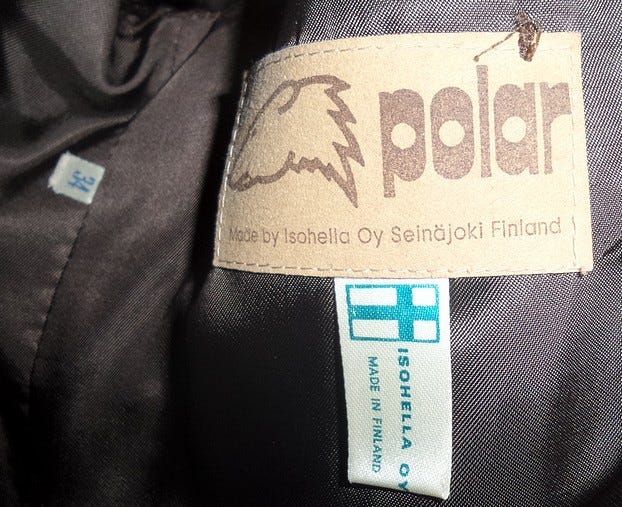 polar
Made by Isohella Oy Seinäjoki Finland
34
ISOHELLA OY
MADE IN FINLAND